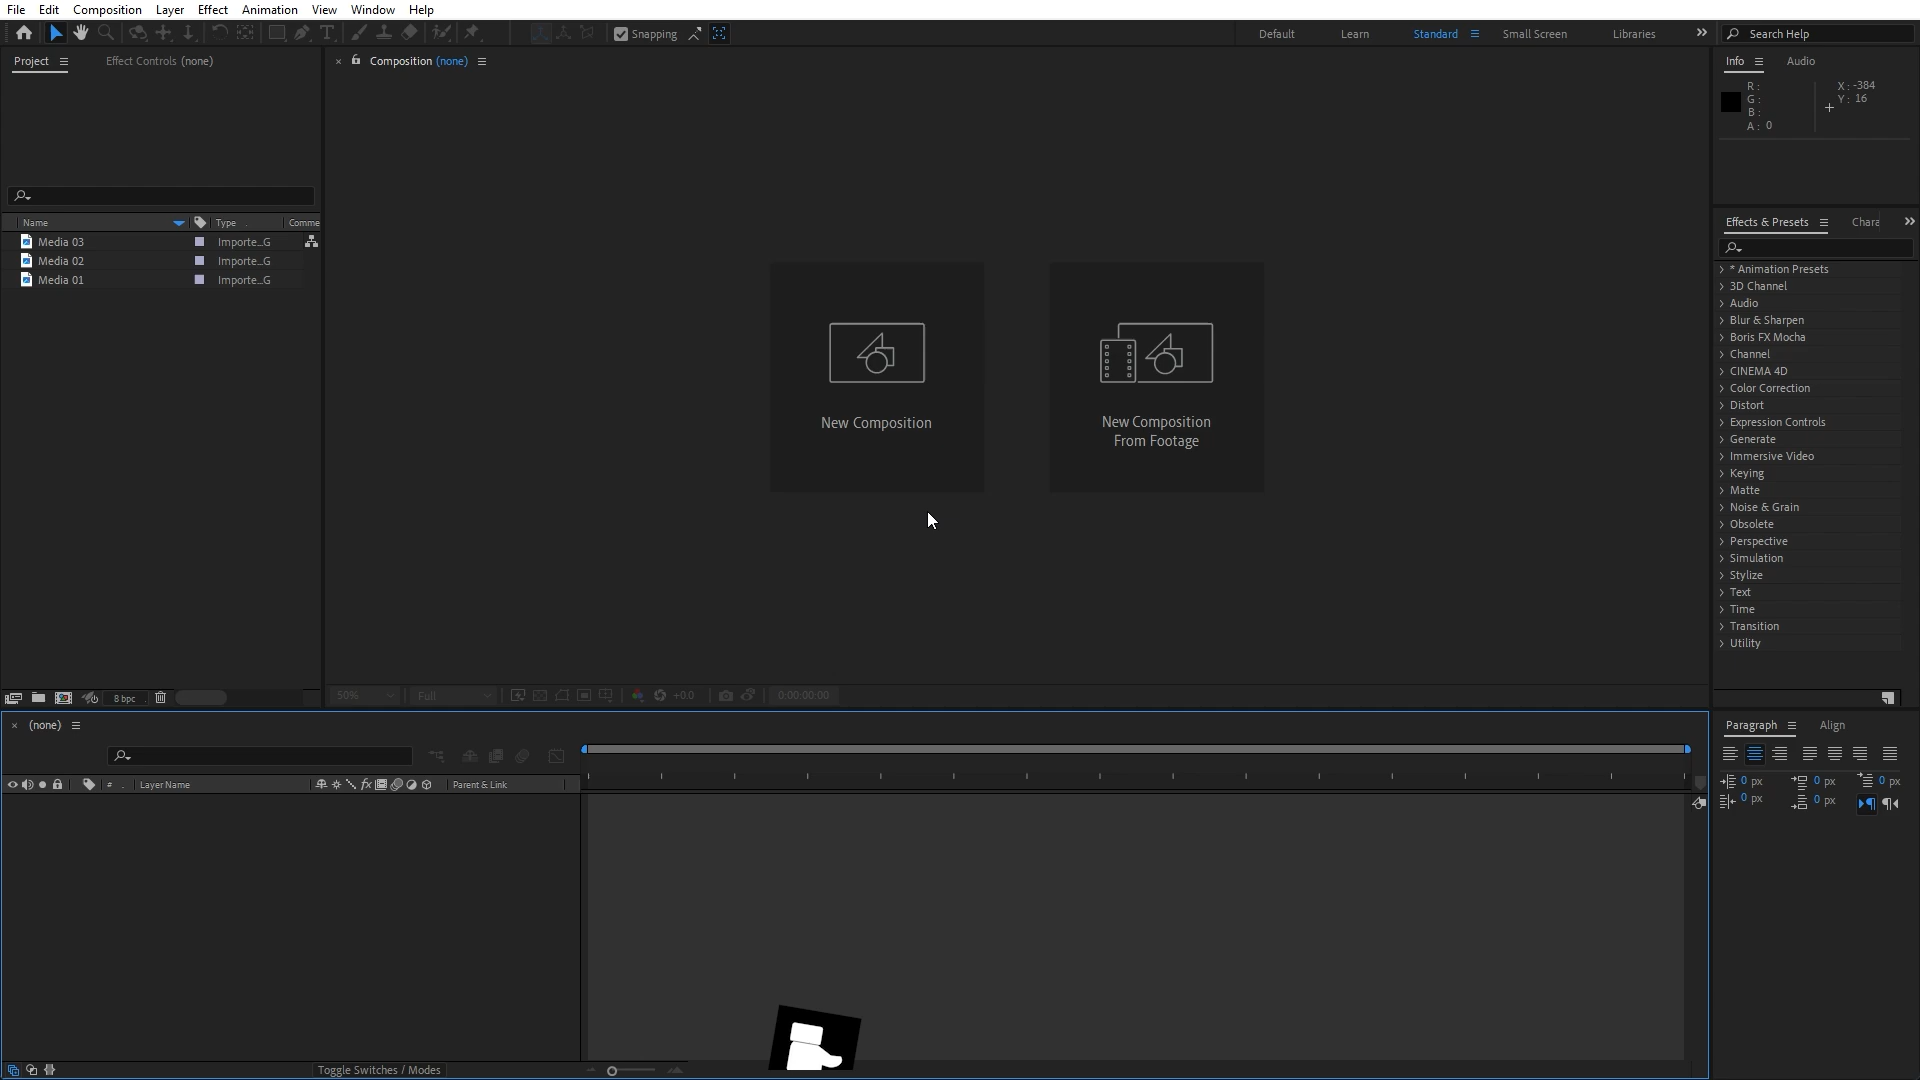 File Edit Composition Layer Effect Animation View Window Help
Snapping Default Learn Standard Small Screen Libraries Search Help
Project Effect Controls (none)
Composition (none)
Info Audio
R :
G :
B :
A : 0
X : -384
Y : 16
Name Type Comme
Media 03 Importe...G
Media 02 Importe...G
Media 01 Importe...G
New Composition
New Composition
From Footage
Effects & Presets Chara
* Animation Presets
3D Channel
Audio
Blur & Sharpen
Boris FX Mocha
Channel
CINEMA 4D
Color Correction
Distort
Expression Controls
Generate
Immersive Video
Keying
Matte
Noise & Grain
Obsolete
Perspective
Simulation
Stylize
Text
Time
Transition
Utility
8 bpc
50% Full +0.0 0:00:00:00
(none)
# . Layer Name Parent & Link
Toggle Switches / Modes
Paragraph Align
0 px 0 px 0 px
0 px 0 px